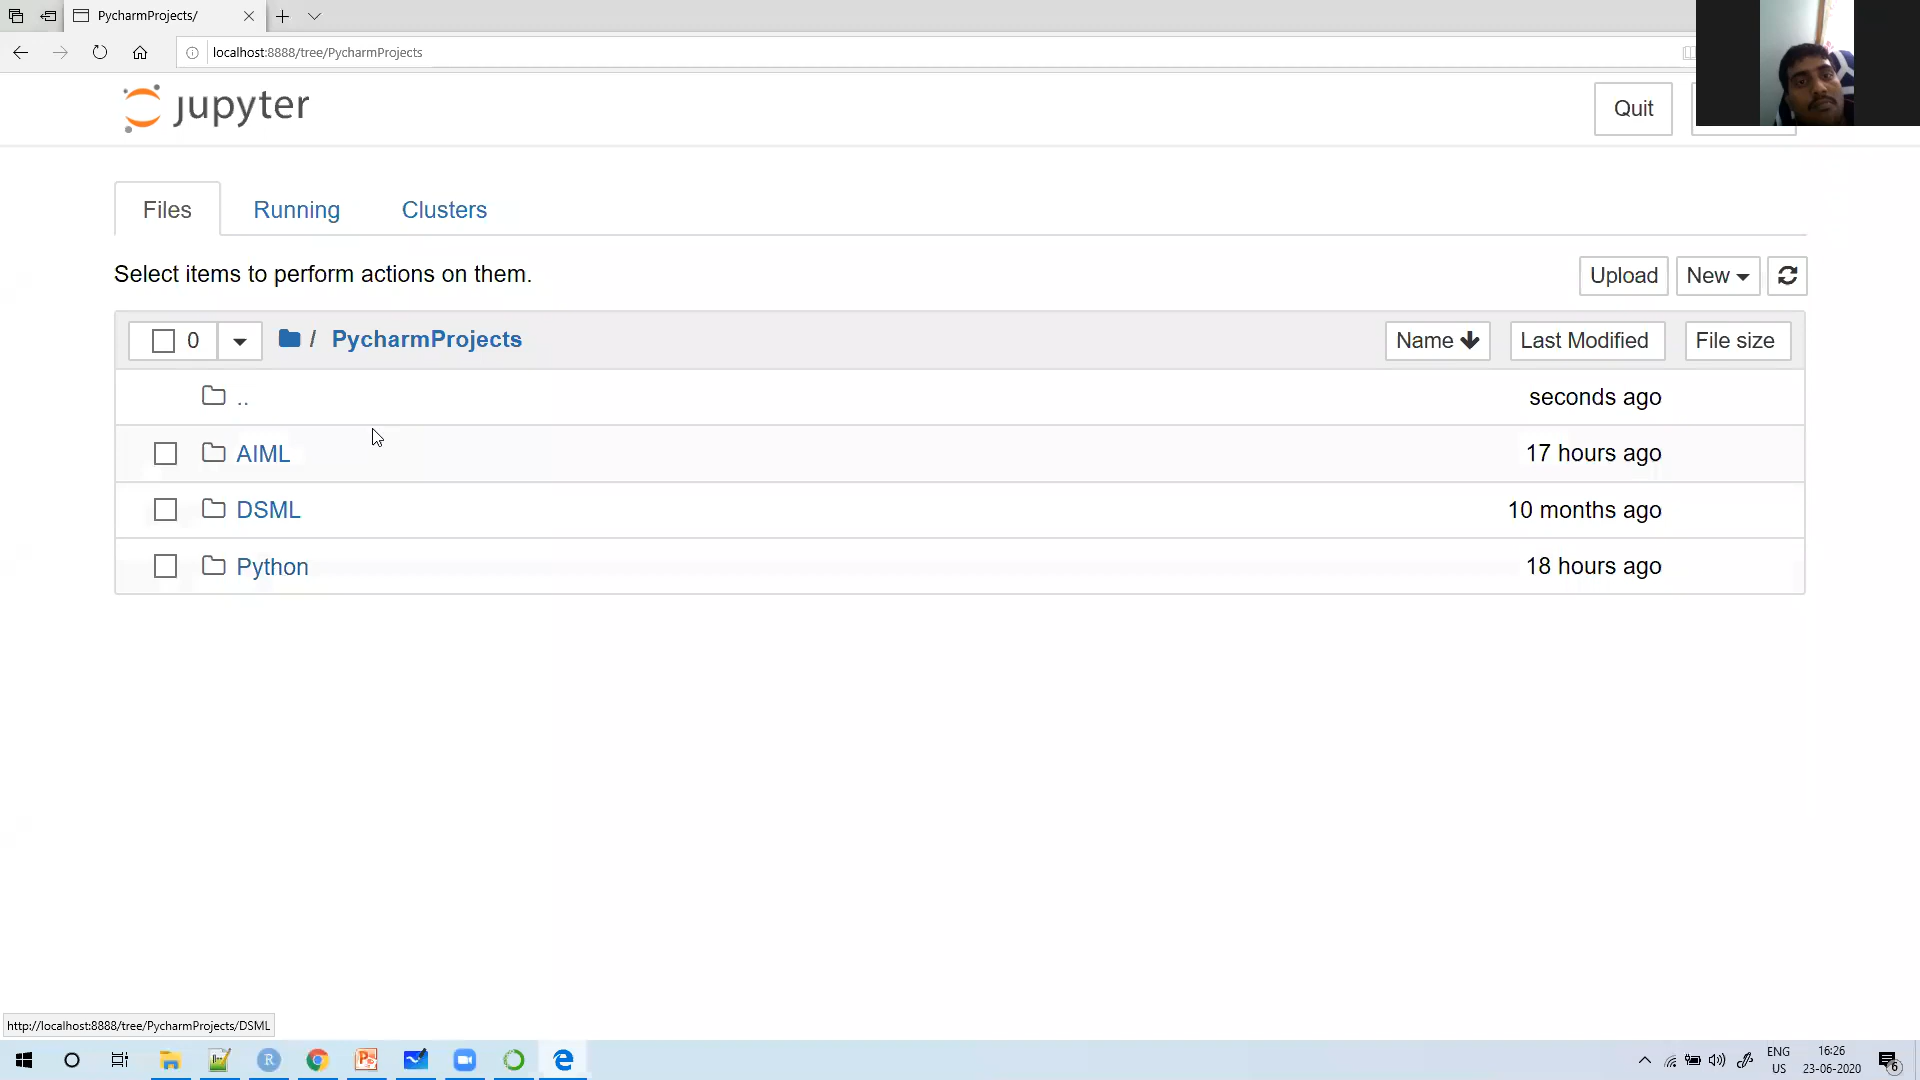 PycharmProjects/
localhost:8888/tree/PycharmProjects
jupyter
Quit
Files Running Clusters
Select items to perform actions on them.
Upload New
0 / PycharmProjects Name Last Modified File size
.. seconds ago
AIML 17 hours ago
DSML 10 months ago
Python 18 hours ago
http://localhost:8888/tree/PycharmProjects/DSML
ENG 16:26
US 23-06-2020 6